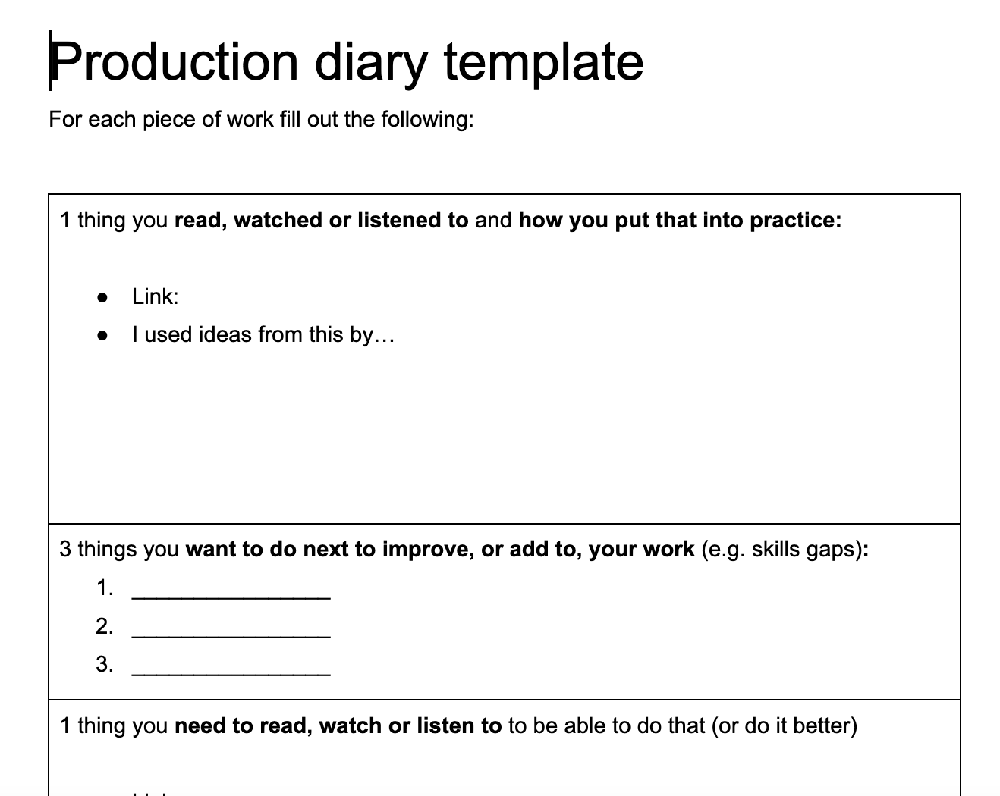 Production diary template
For each piece of work fill out the following:
1 thing you read, watched or listened to and how you put that into practice:
● Link:
● I used ideas from this by…
3 things you want to do next to improve, or add to, your work (e.g. skills gaps):
1. ________________
2. ________________
3. ________________
1 thing you need to read, watch or listen to to be able to do that (or do it better)